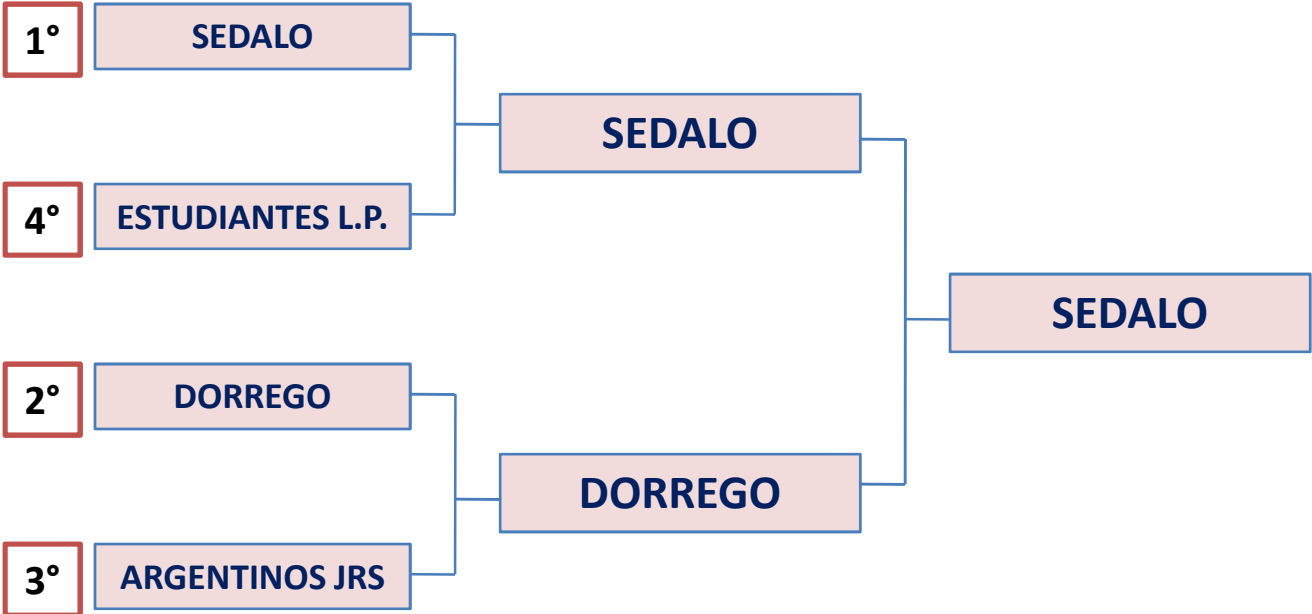 1°
SEDALO
SEDALO
4°
ESTUDIANTES L.P.
SEDALO
2°
DORREGO
DORREGO
3°
ARGENTINOS JRS